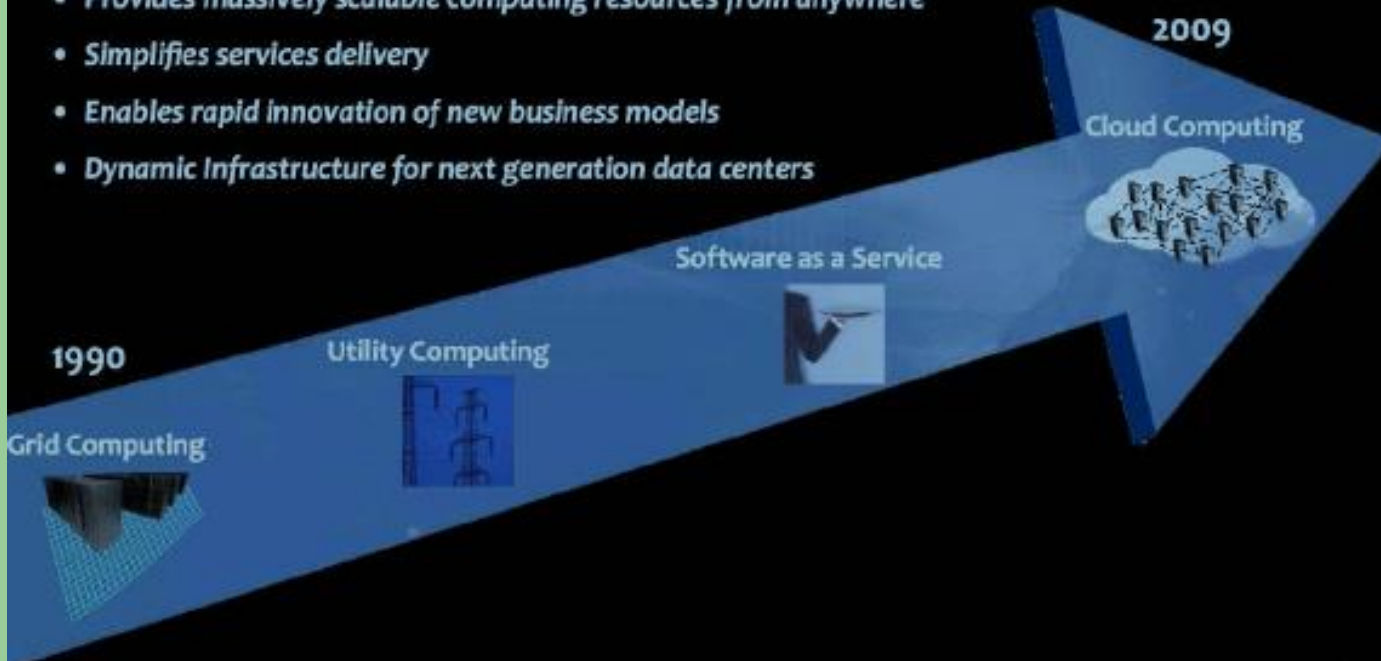 • Provides massively scalable computing resources from anywhere
• Simplifies services delivery
• Enables rapid innovation of new business models
• Dynamic Infrastructure for next generation data centers
2009
Cloud Computing
Software as a Service
Utility Computing
1990
Grid Computing